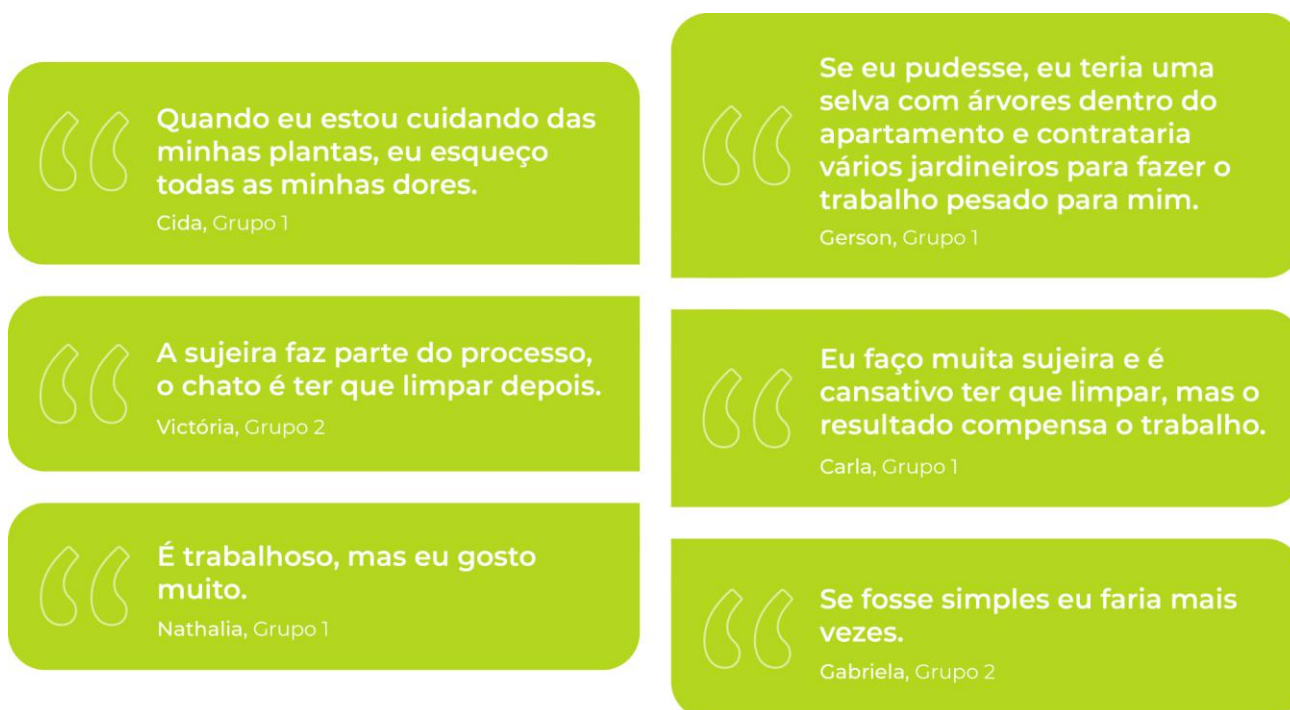 Quando eu estou cuidando das
minhas plantas, eu esqueço
todas as minhas dores.
Cida, Grupo 1
A sujeira faz parte do processo,
o chato é ter que limpar depois.
Victória, Grupo 2
É trabalhoso, mas eu gosto
muito.
Nathalia, Grupo 1
Se eu pudesse, eu teria uma
selva com árvores dentro do
apartamento e contrataria
vários jardineiros para fazer o
trabalho pesado para mim.
Gerson, Grupo 1
Eu faço muita sujeira e é
cansativo ter que limpar, mas o
resultado compensa o trabalho.
Carla, Grupo 1
Se fosse simples eu faria mais
vezes.
Gabriela, Grupo 2